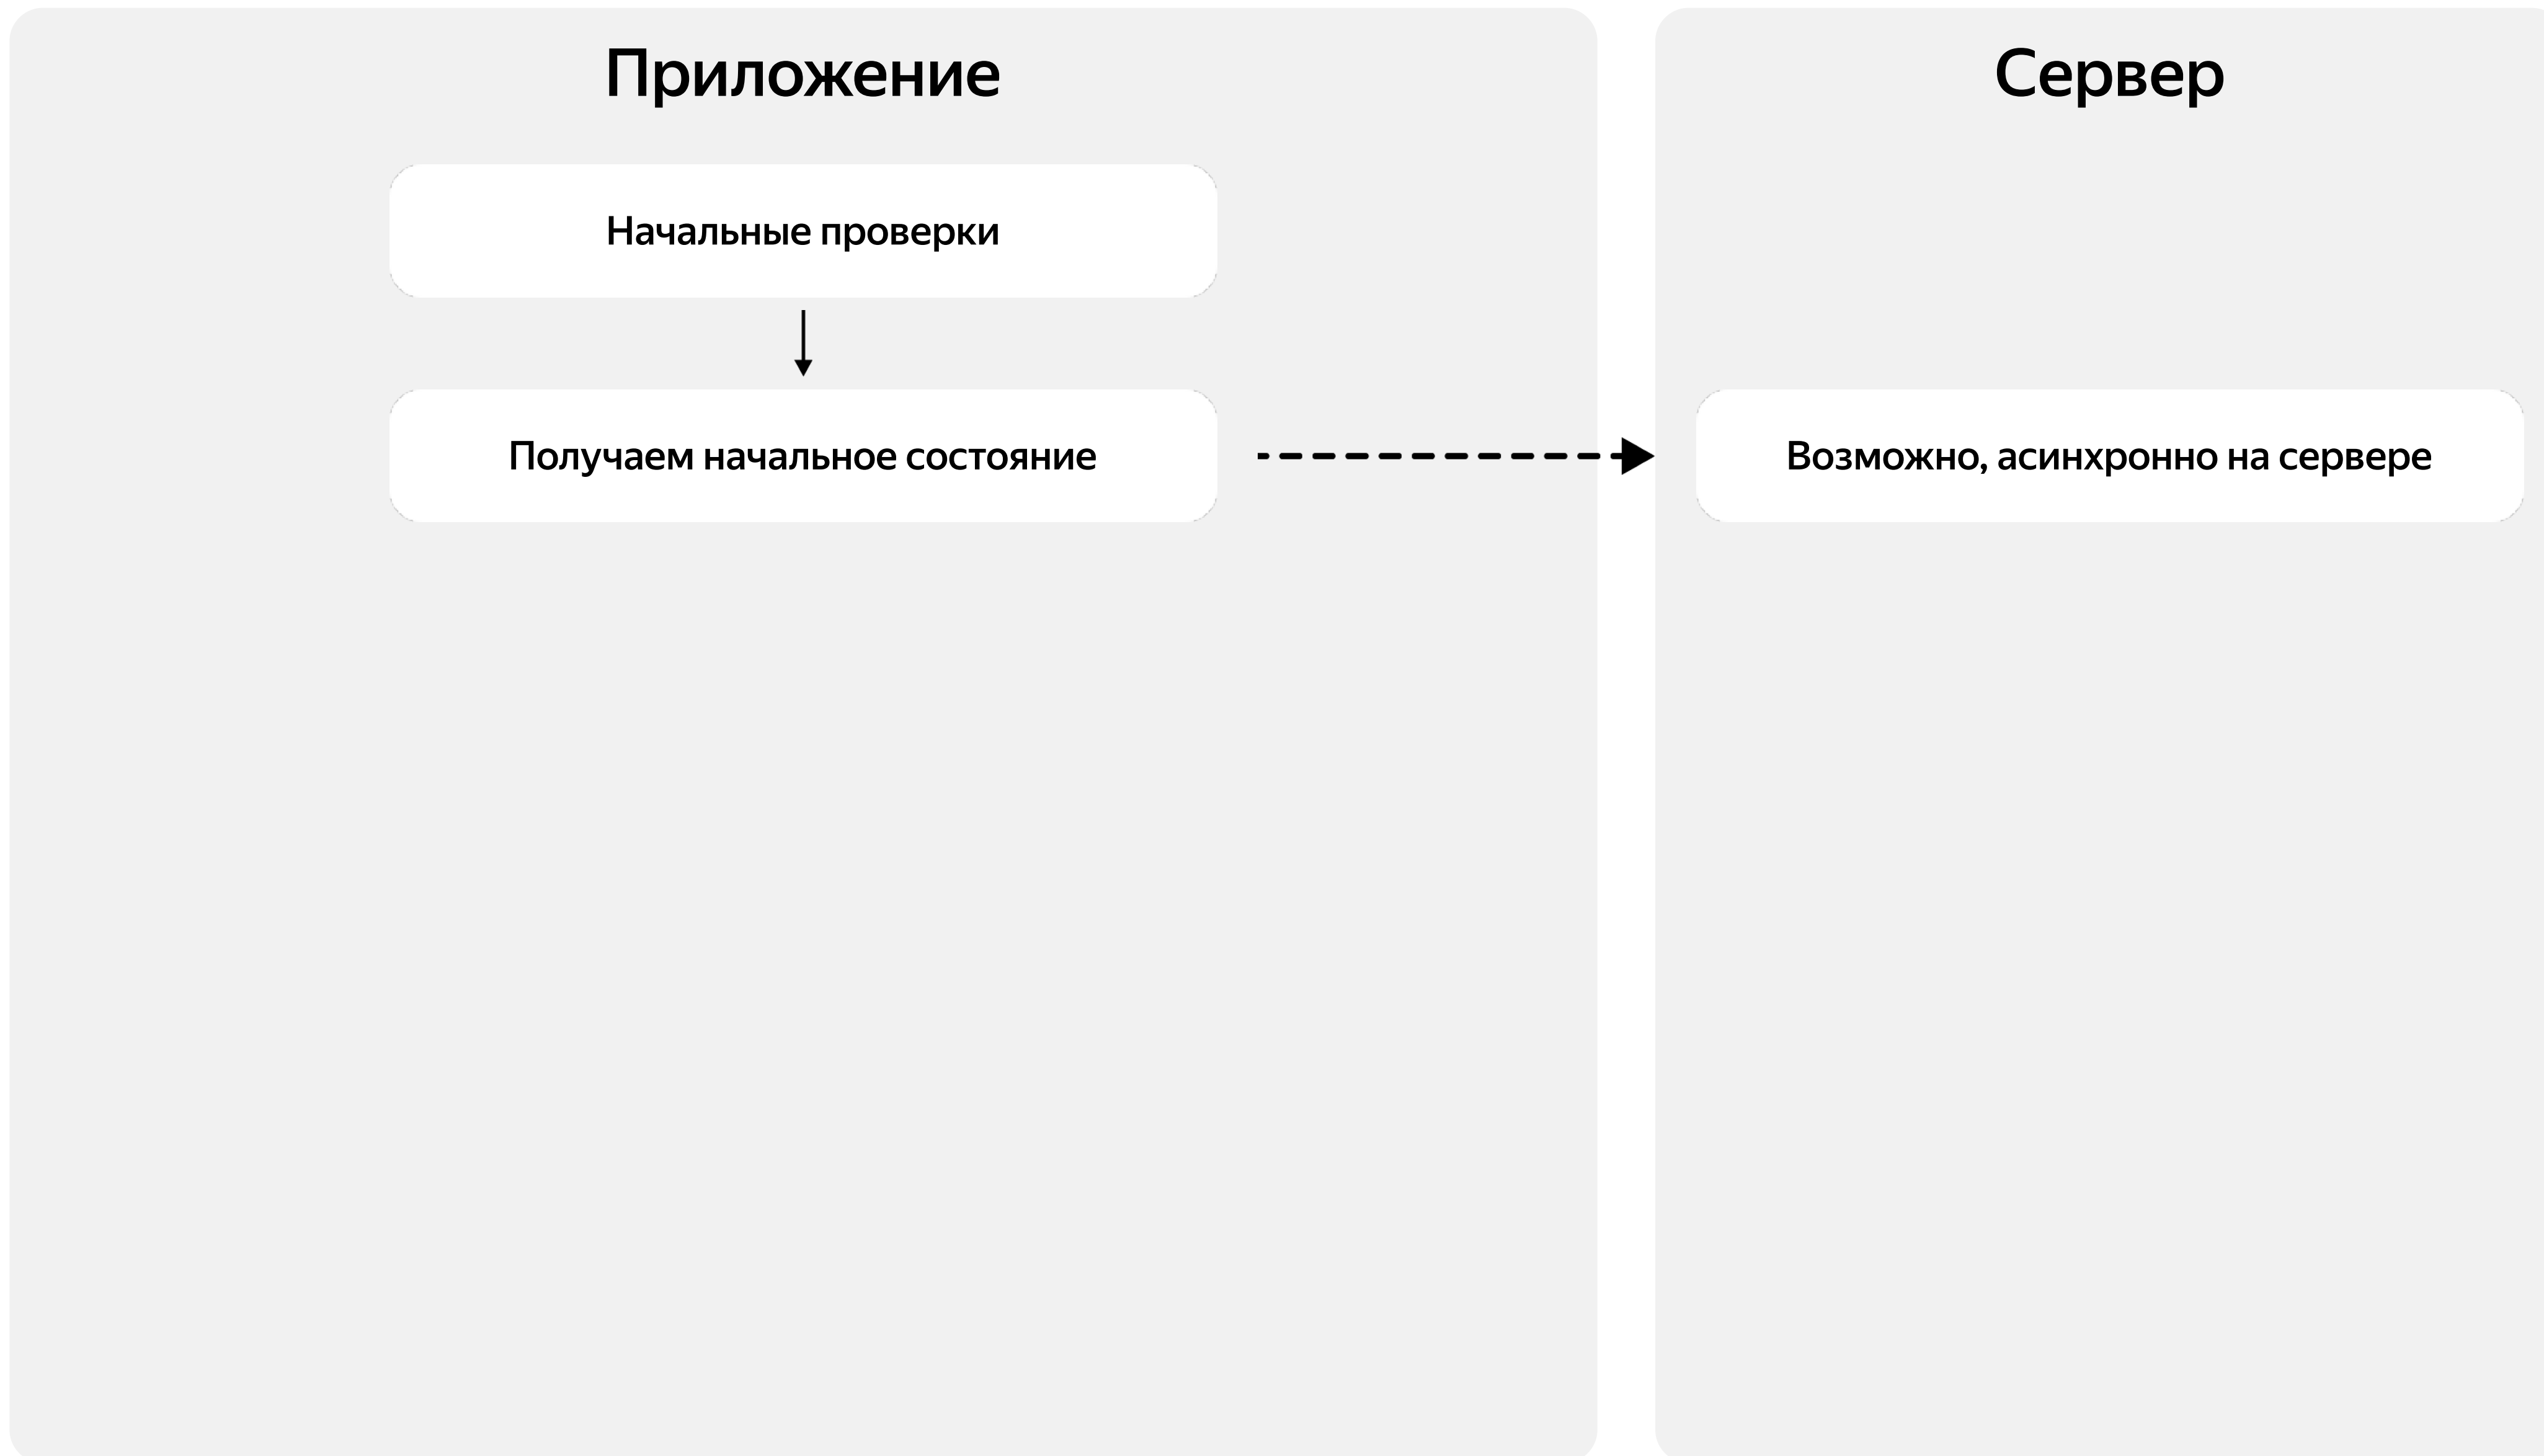 Приложение
Сервер
Начальные проверки
Получаем начальное состояние
Возможно, асинхронно на сервере